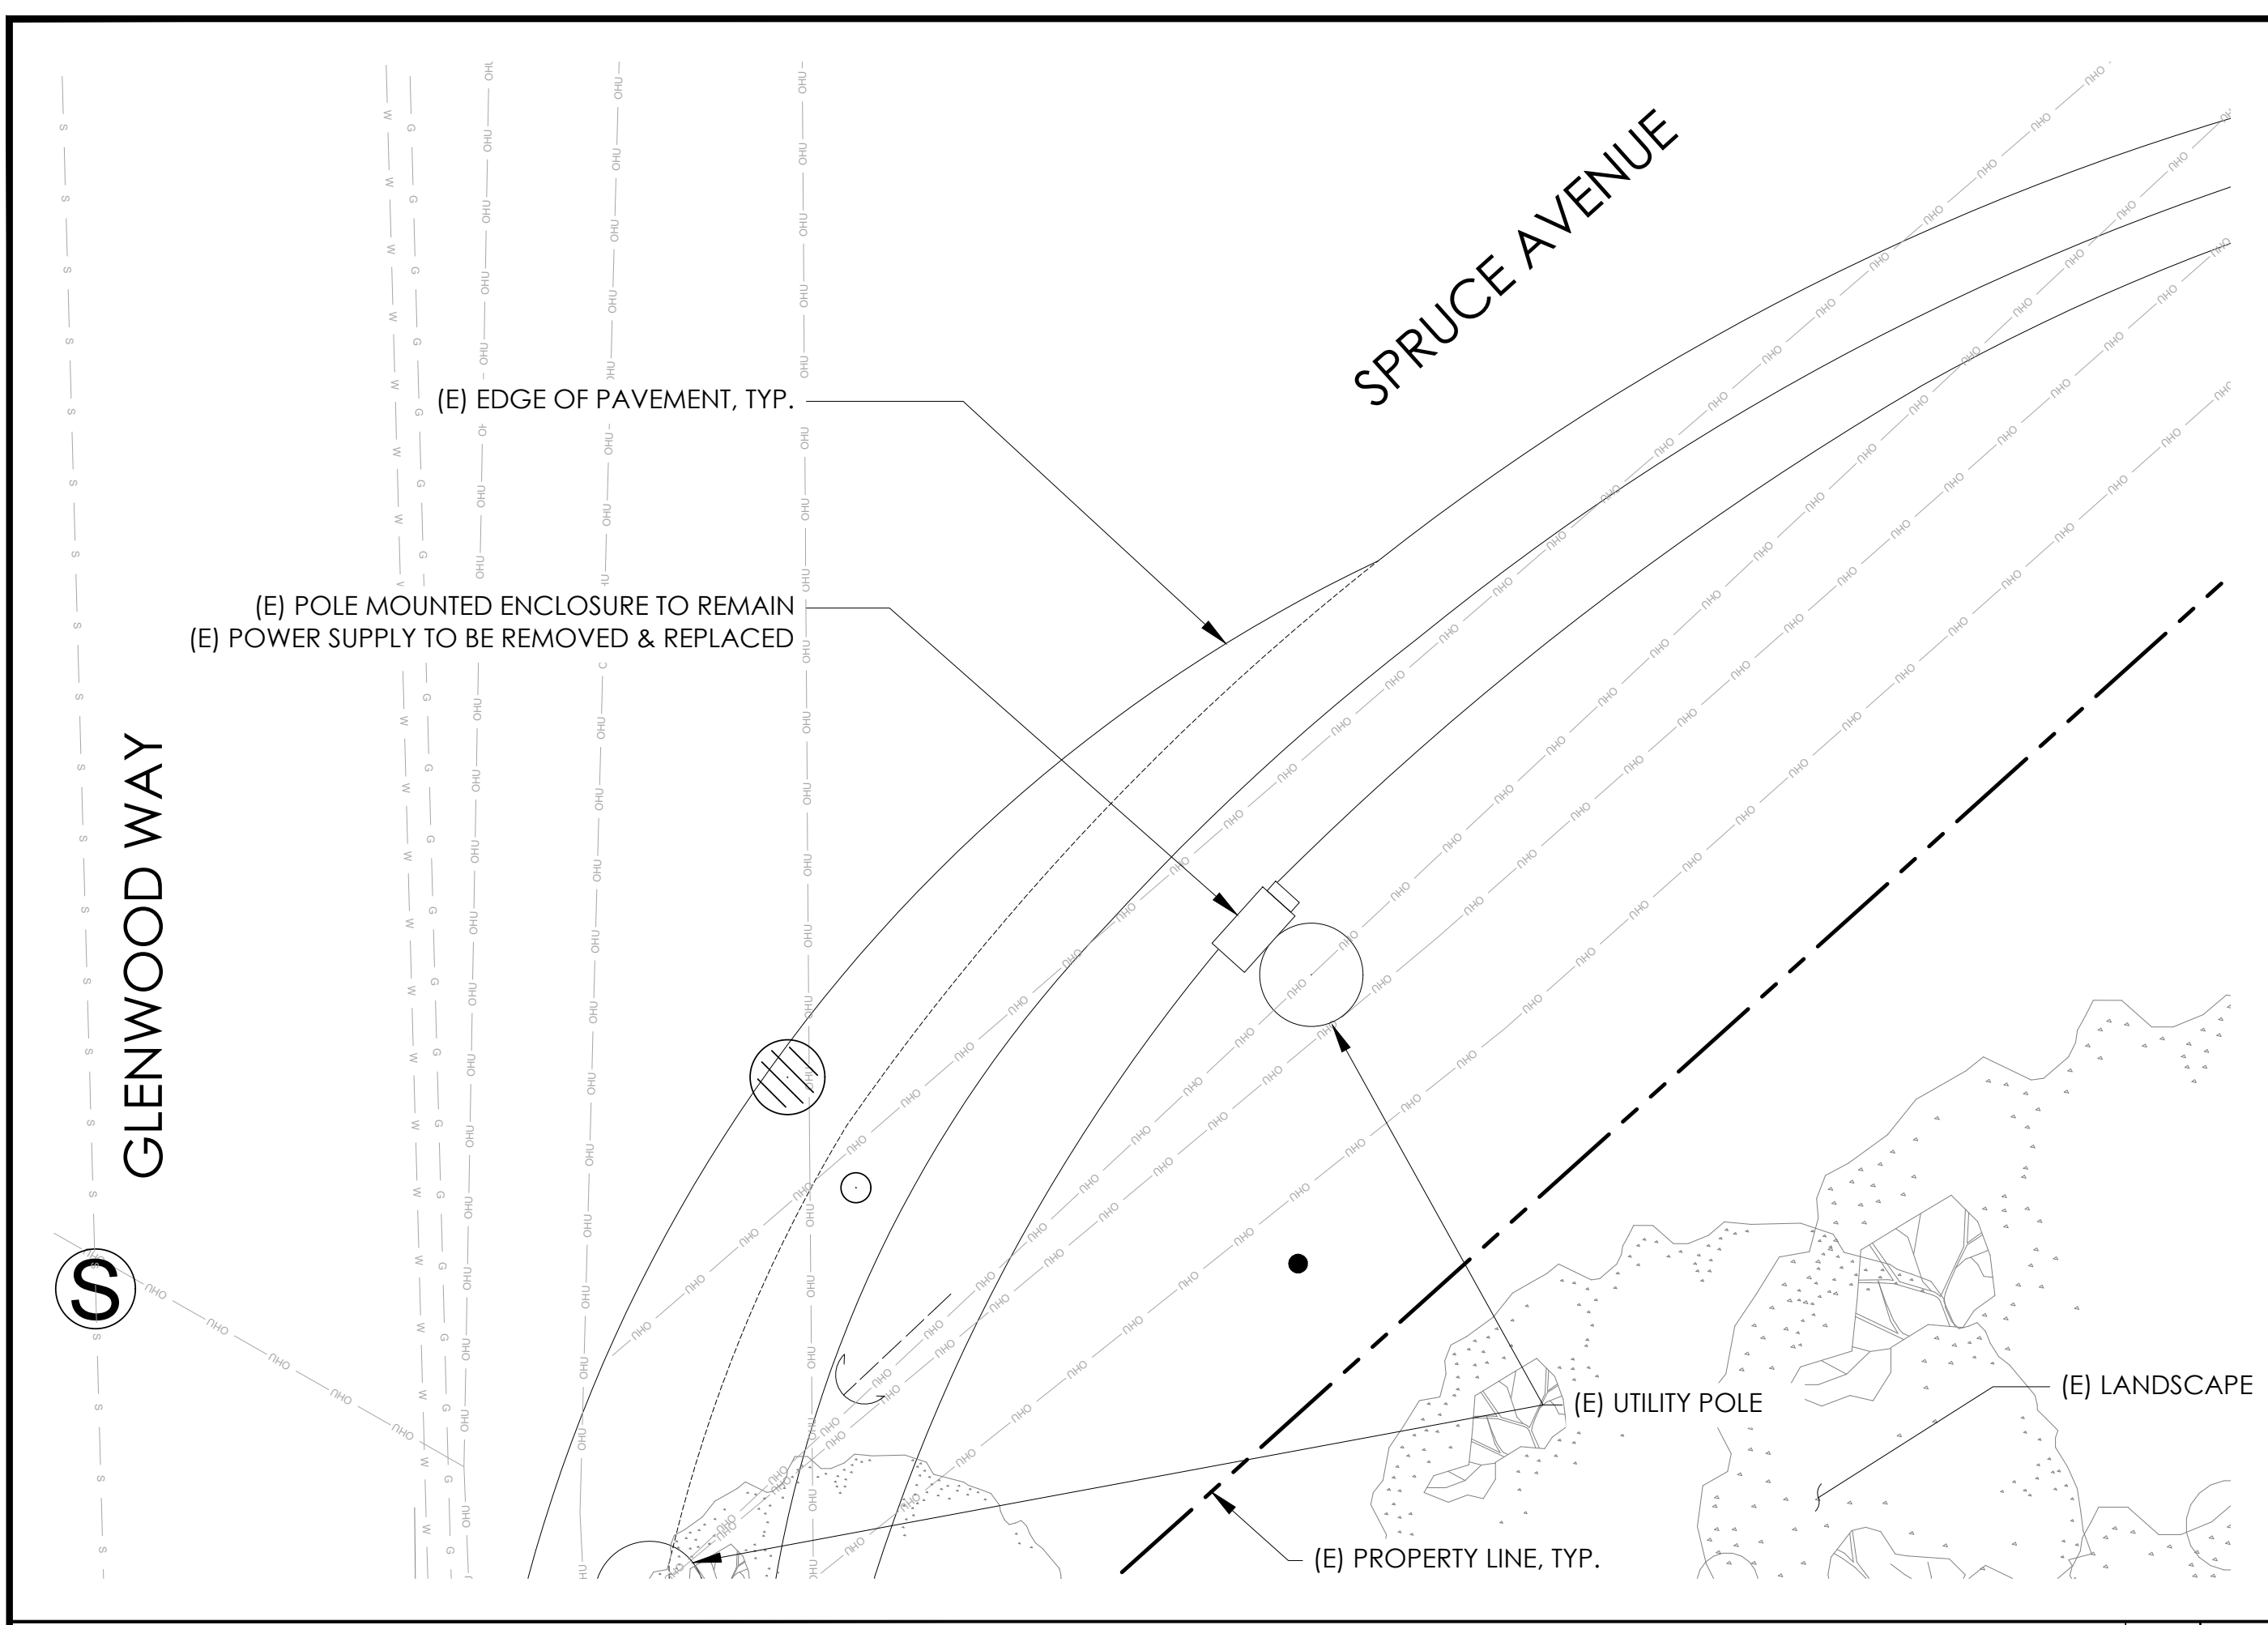 SPRUCE AVENUE
(E) EDGE OF PAVEMENT, TYP.
(E) POLE MOUNTED ENCLOSURE TO REMAIN
(E) POWER SUPPLY TO BE REMOVED & REPLACED
GLENWOOD WAY
S
(E) UTILITY POLE
(E) LANDSCAPE
(E) PROPERTY LINE, TYP.
S
W
G
OHU